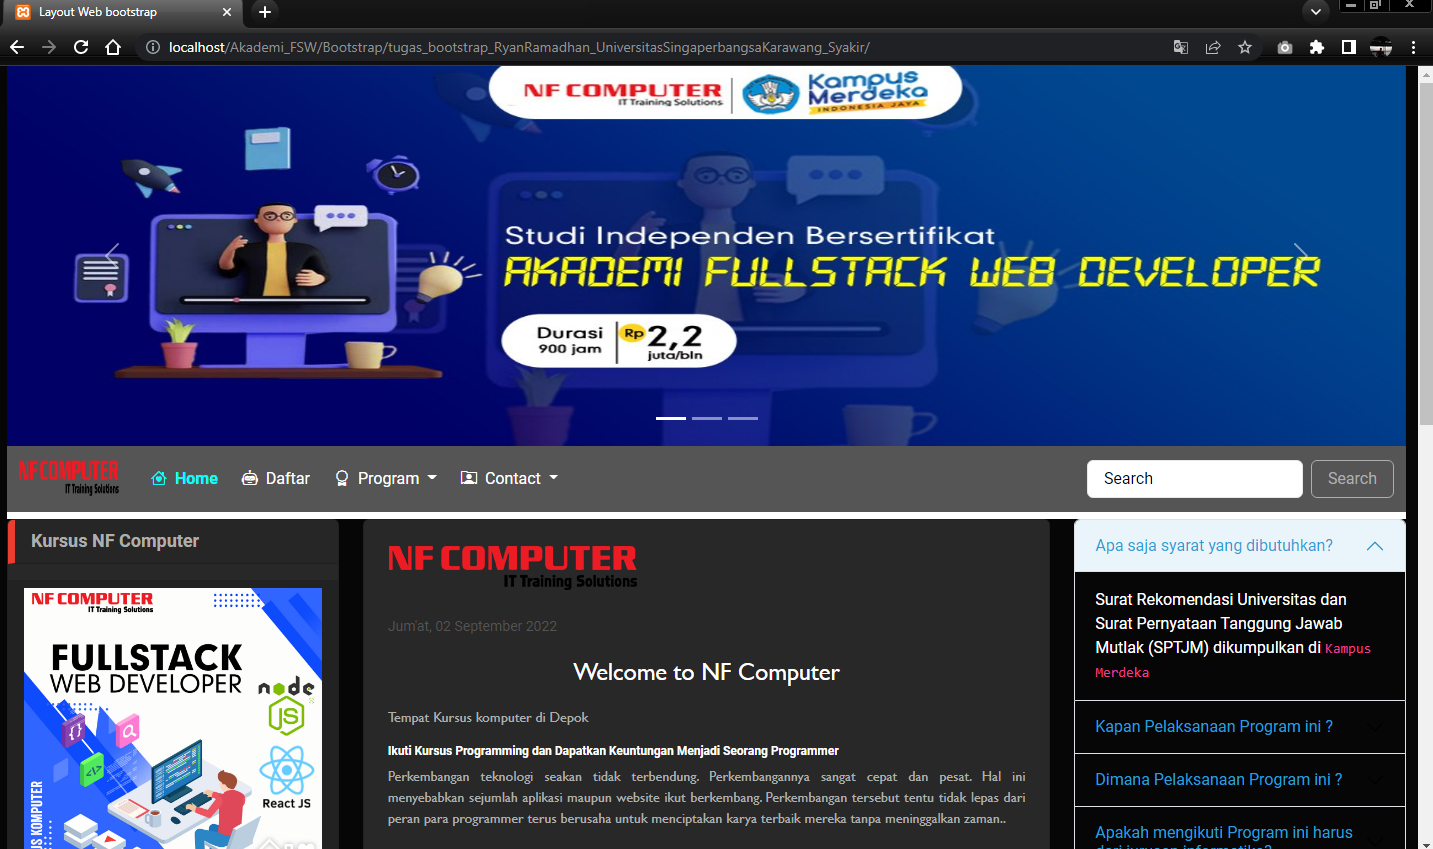 Layout Web bootstrap
localhost/Akademi_FSW/Bootstrap/tugas_bootstrap_RyanRamadhan_UniversitasSingaperbangsaKarawang_Syakir/
NF COMPUTER
IT Training Solutions
Kampus
Merdeka
INDONESIA JAYA
Studi Independen Bersertifikat
AKADEMI FULLSTACK WEB DEVELOPER
Durasi
900 jam
Rp 2,2
juta/bln
NF COMPUTER
IT Training Solutions
Home
Daftar
Program
Contact
Search
Search
Kursus NF Computer
NF COMPUTER
IT Training Solutions
FULLSTACK
WEB DEVELOPER
node
JS
React JS
US KOMPUTER
NF COMPUTER
IT Training Solutions
Jum'at, 02 September 2022
Welcome to NF Computer
Tempat Kursus komputer di Depok
Ikuti Kursus Programming dan Dapatkan Keuntungan Menjadi Seorang Programmer
Perkembangan teknologi seakan tidak terbendung. Perkembangannya sangat cepat dan pesat. Hal ini
menyebabkan sejumlah aplikasi maupun website ikut berkembang. Perkembangan tersebut tentu tidak lepas dari
peran para programmer terus berusaha untuk menciptakan karya terbaik mereka tanpa meninggalkan zaman..
Apa saja syarat yang dibutuhkan?
Surat Rekomendasi Universitas dan
Surat Pernyataan Tanggung Jawab
Mutlak (SPTJM) dikumpulkan di Kampus
Merdeka
Kapan Pelaksanaan Program ini ?
Dimana Pelaksanaan Program ini ?
Apakah mengikuti Program ini harus
dari jurusan informatika?